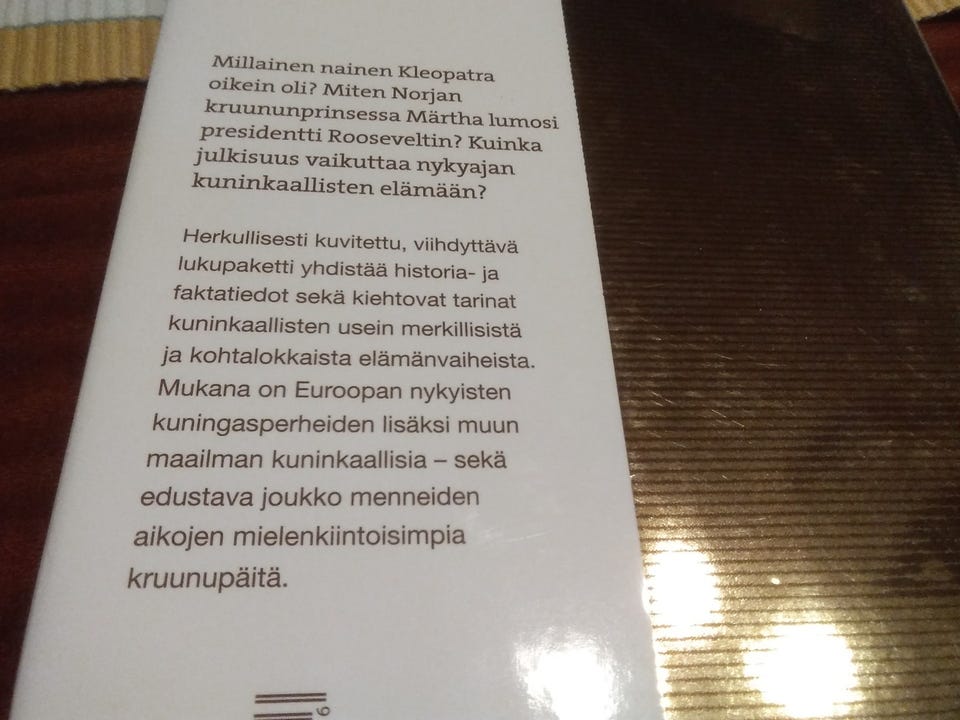 Millainen nainen Kleopatra
oikein oli? Miten Norjan
kruununprinsessa Märtha lumosi
presidentti Rooseveltin? Kuinka
julkisuus vaikuttaa nykyajan
kuninkaallisten elämään?
Herkullisesti kuvitettu, viihdyttävä
lukupaketti yhdistää historia- ja
faktatiedot sekä kiehtovat tarinat
kuninkaallisten usein merkillisistä
ja kohtalokkaista elämänvaiheista.
Mukana on Euroopan nykyisten
kuningasperheiden lisäksi muun
maailman kuninkaallisia – sekä
edustava joukko menneiden
aikojen mielenkiintoisimpia
kruunupäitä.